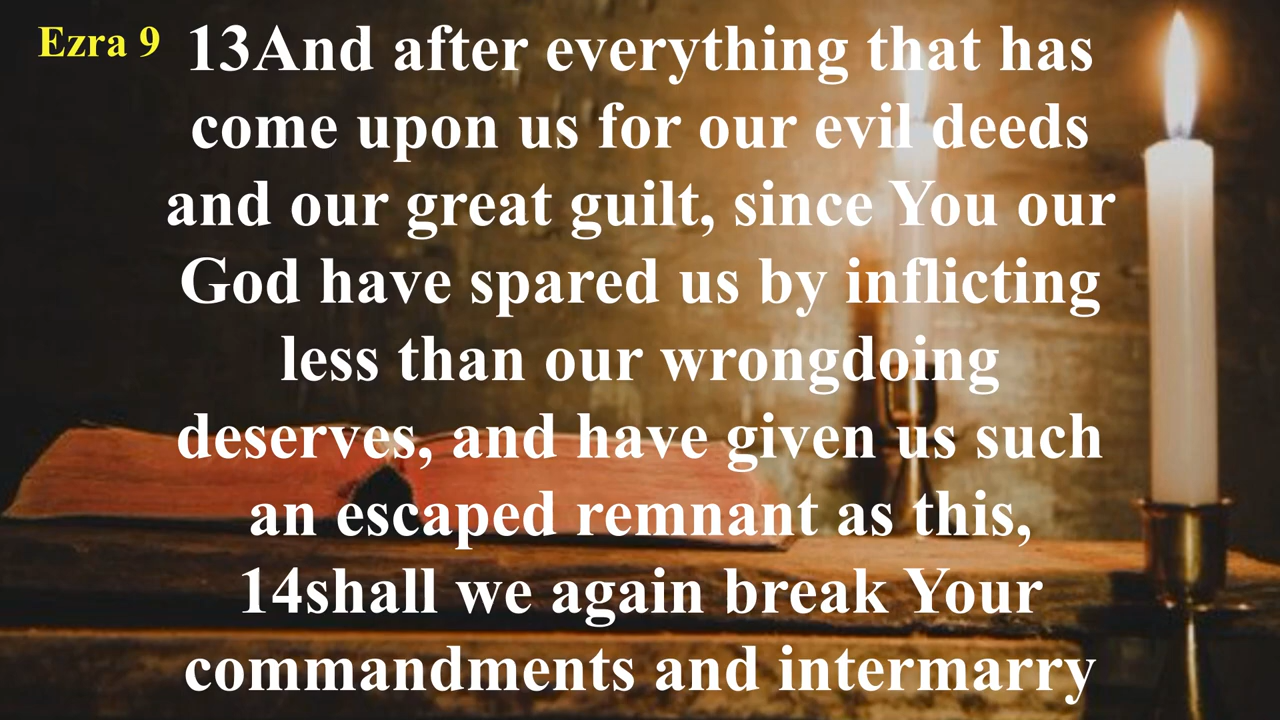 Ezra 9
13And after everything that has
come upon us for our evil deeds
and our great guilt, since You our
God have spared us by inflicting
less than our wrongdoing
deserves, and have given us such
an escaped remnant as this,
14shall we again break Your
commandments and intermarry